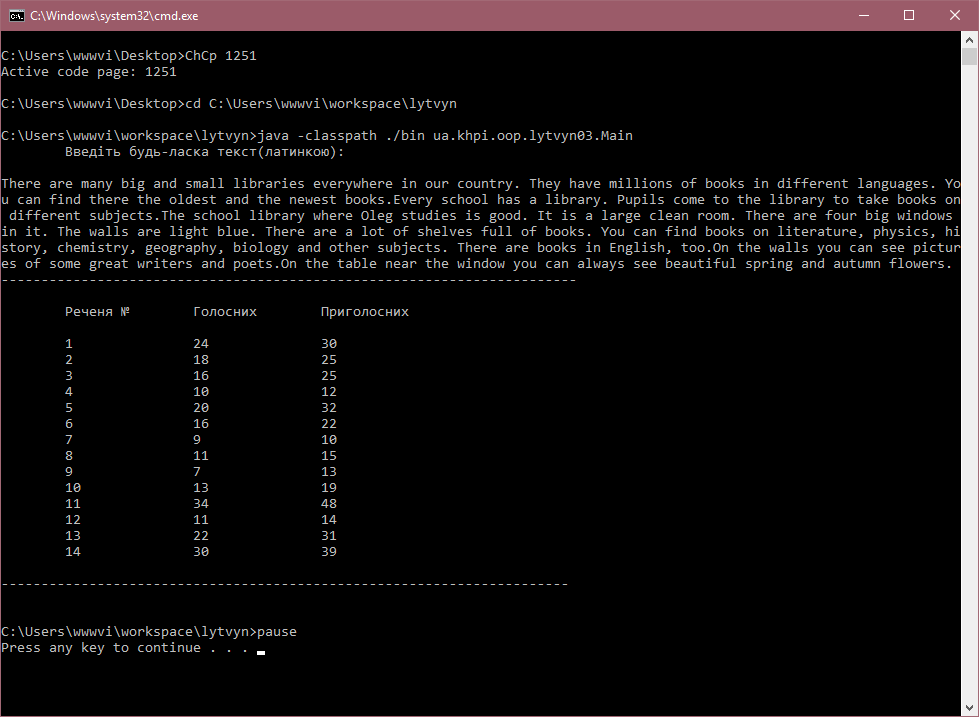 C:\Windows\system32\cmd.exe
C:\Users\wwwvi\Desktop>ChCp 1251
Active code page: 1251
C:\Users\wwwvi\Desktop>cd C:\Users\wwwvi\workspace\lytvyn
C:\Users\wwwvi\workspace\lytvyn>java -classpath ./bin ua.khpi.oop.lytvyn03.Main
Введіть будь-ласка текст(латинкою):
There are many big and small libraries everywhere in our country. They have millions of books in different languages. Yo
u can find there the oldest and the newest books.Every school has a library. Pupils come to the library to take books on
 different subjects.The school library where Oleg studies is good. It is a large clean room. There are four big windows
in it. The walls are light blue. There are a lot of shelves full of books. You can find books on literature, physics, hi
story, chemistry, geography, biology and other subjects. There are books in English, too.On the walls you can see pictur
es of some great writers and poets.On the table near the window you can always see beautiful spring and autumn flowers.
------------------------------------------------------------------------
Реченя № Голосних Приголосних
1 24 30
2 18 25
3 16 25
4 10 12
5 20 32
6 16 22
7 9 10
8 11 15
9 7 13
10 13 19
11 34 48
12 11 14
13 22 31
14 30 39
-----------------------------------------------------------------------
C:\Users\wwwvi\workspace\lytvyn>pause
Press any key to continue . . .